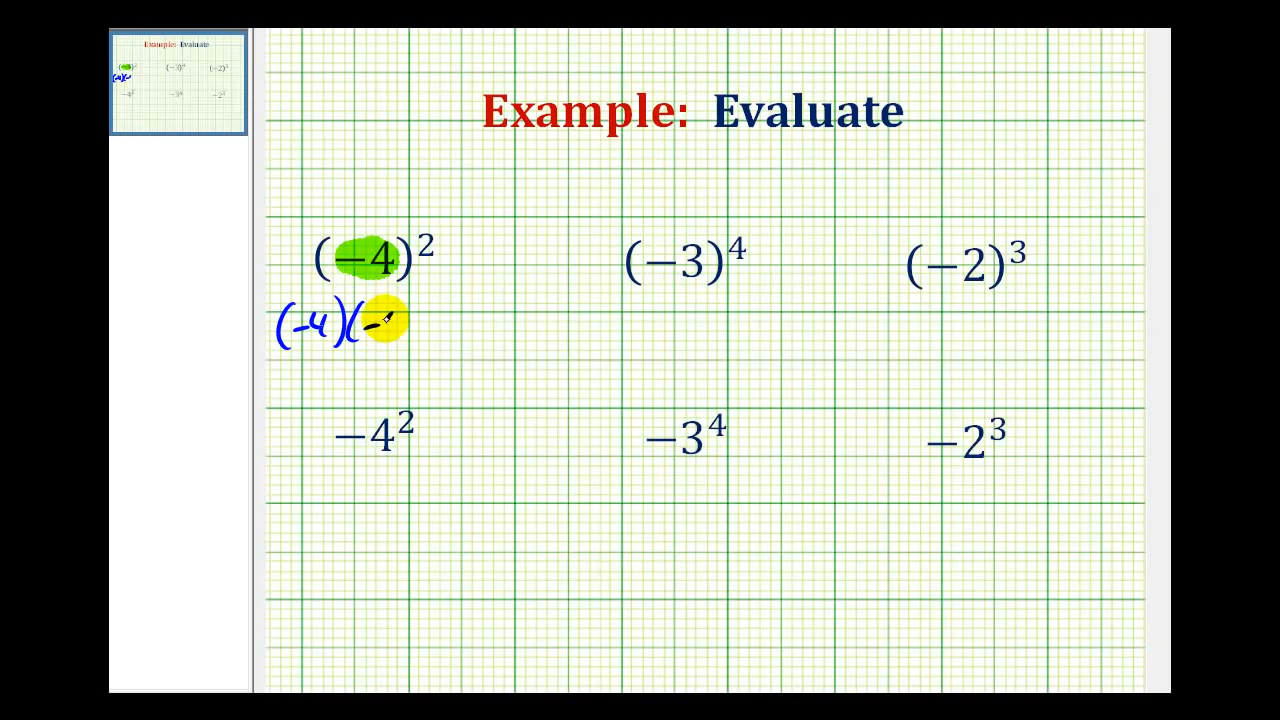 Example: Evaluate
(−4)² (−3)⁴ (−2)³
(-4)(-
−4² −3⁴ −2³